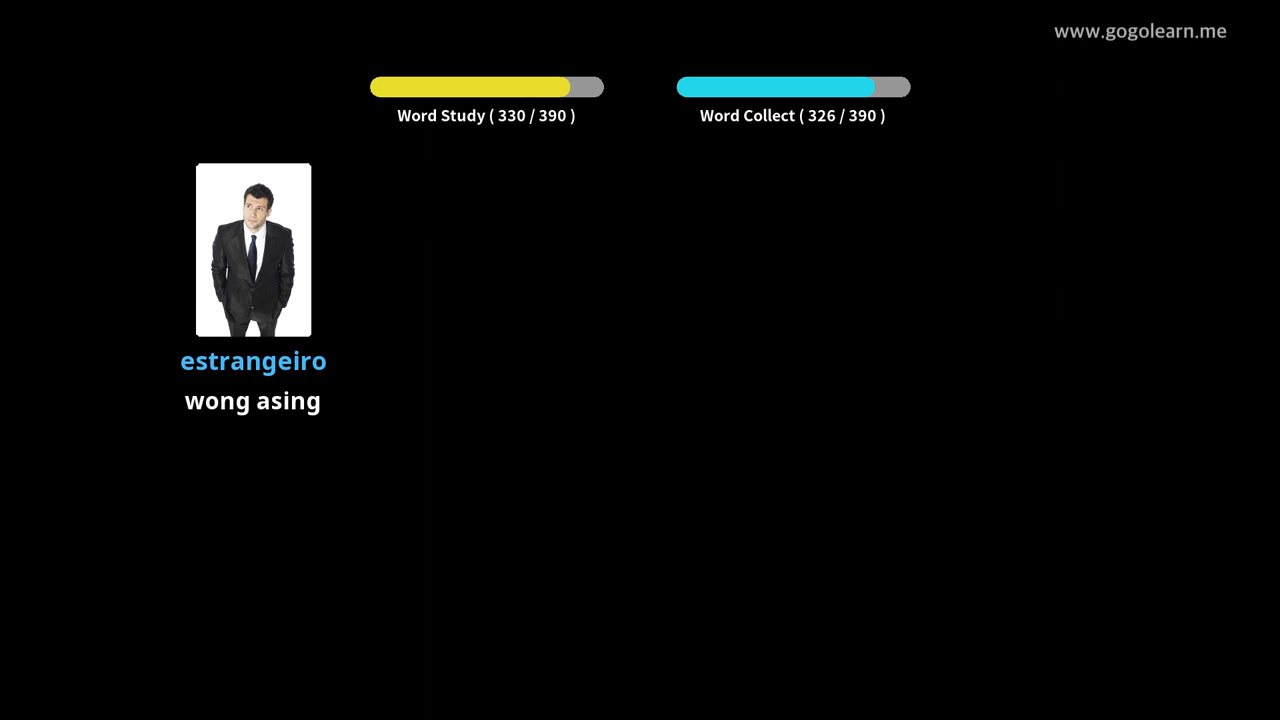 www.gogolearn.me
Word Study ( 330 / 390 )
Word Collect ( 326 / 390 )
estrangeiro
wong asing